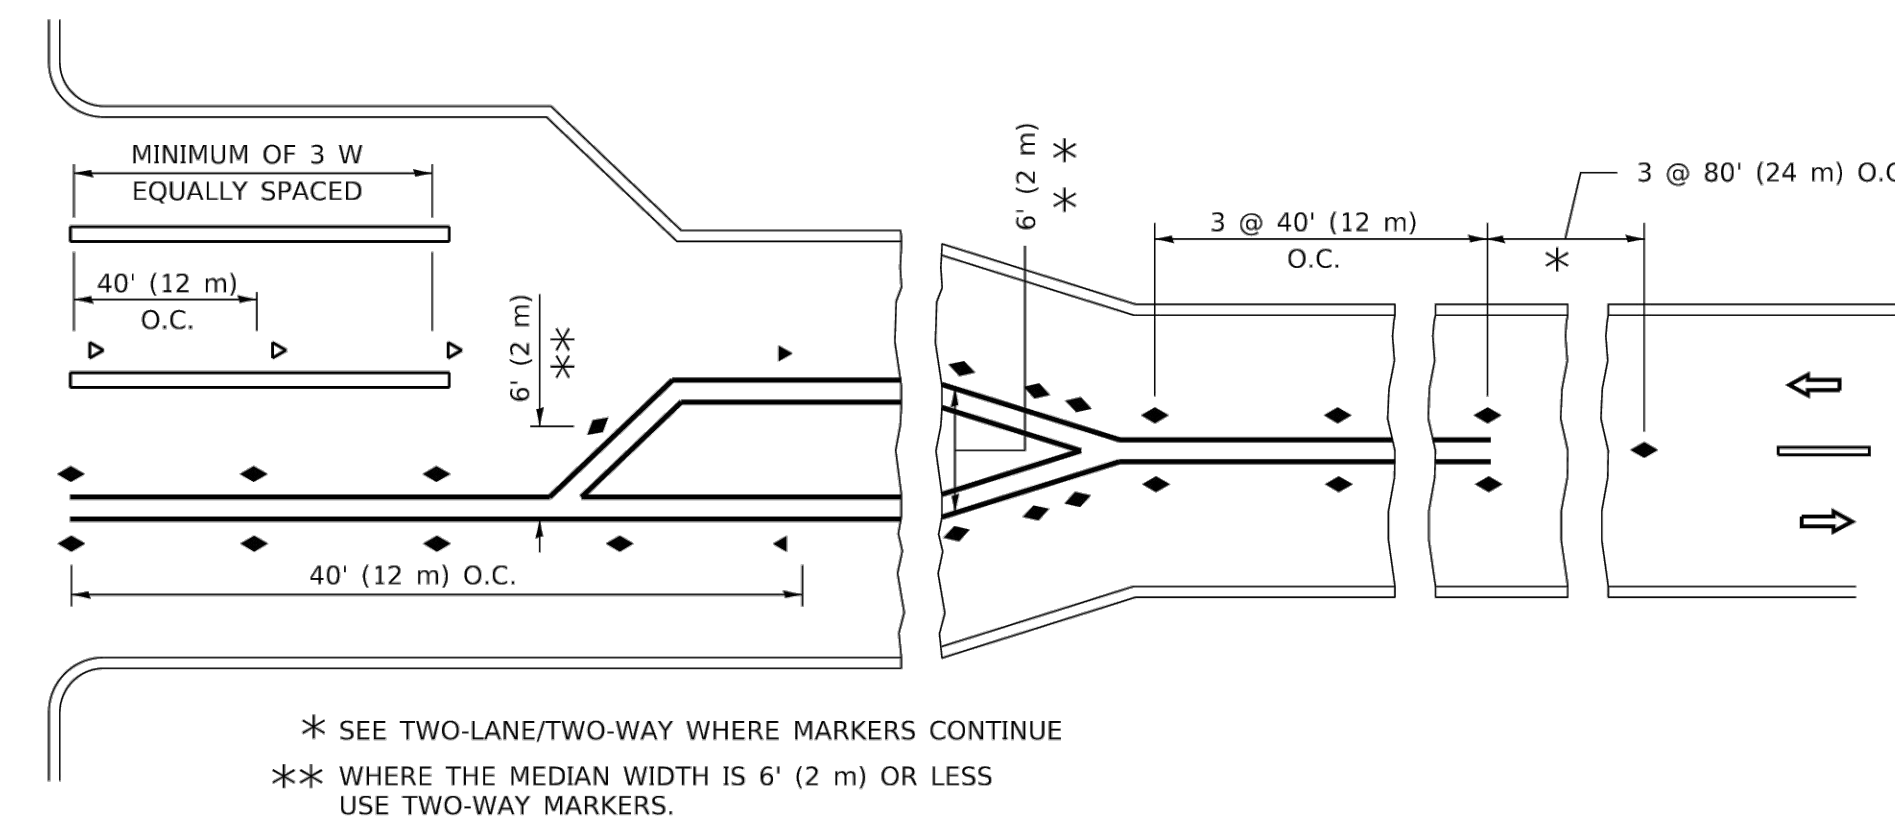 MINIMUM OF 3 W
EQUALLY SPACED
40' (12 m)
O.C.
6' (2 m)
**
6' (2 m)
**
3 @ 40' (12 m)
O.C.
3 @ 80' (24 m) O.
*
40' (12 m) O.C.
* SEE TWO-LANE/TWO-WAY WHERE MARKERS CONTINUE
** WHERE THE MEDIAN WIDTH IS 6' (2 m) OR LESS
USE TWO-WAY MARKERS.